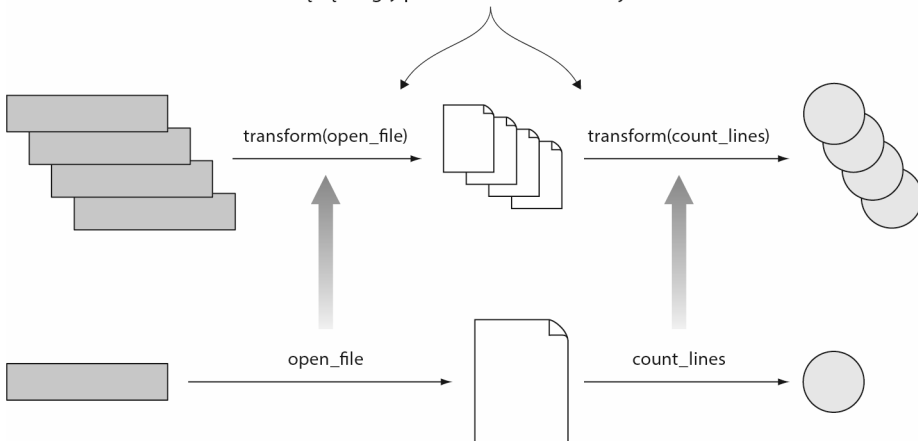 transform(open_file)
transform(count_lines)
open_file
count_lines